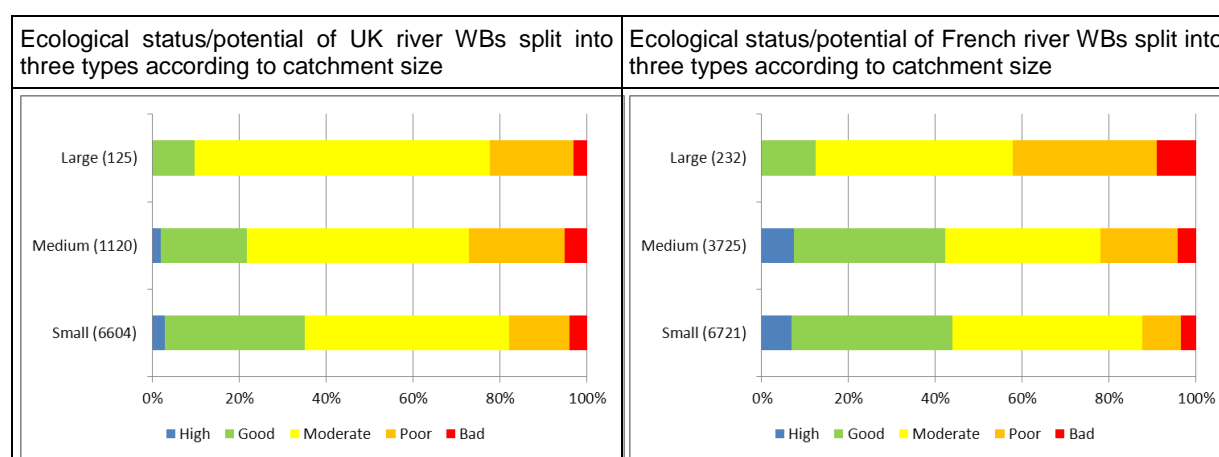 Ecological status/potential of UK river WBs split into
three types according to catchment size
Large (125)
Medium (1120)
Small (6604)
0% 20% 40% 60% 80% 100%
High Good Moderate Poor Bad
Ecological status/potential of French river WBs split into
three types according to catchment size
Large (232)
Medium (3725)
Small (6721)
0% 20% 40% 60% 80% 100%
High Good Moderate Poor Bad